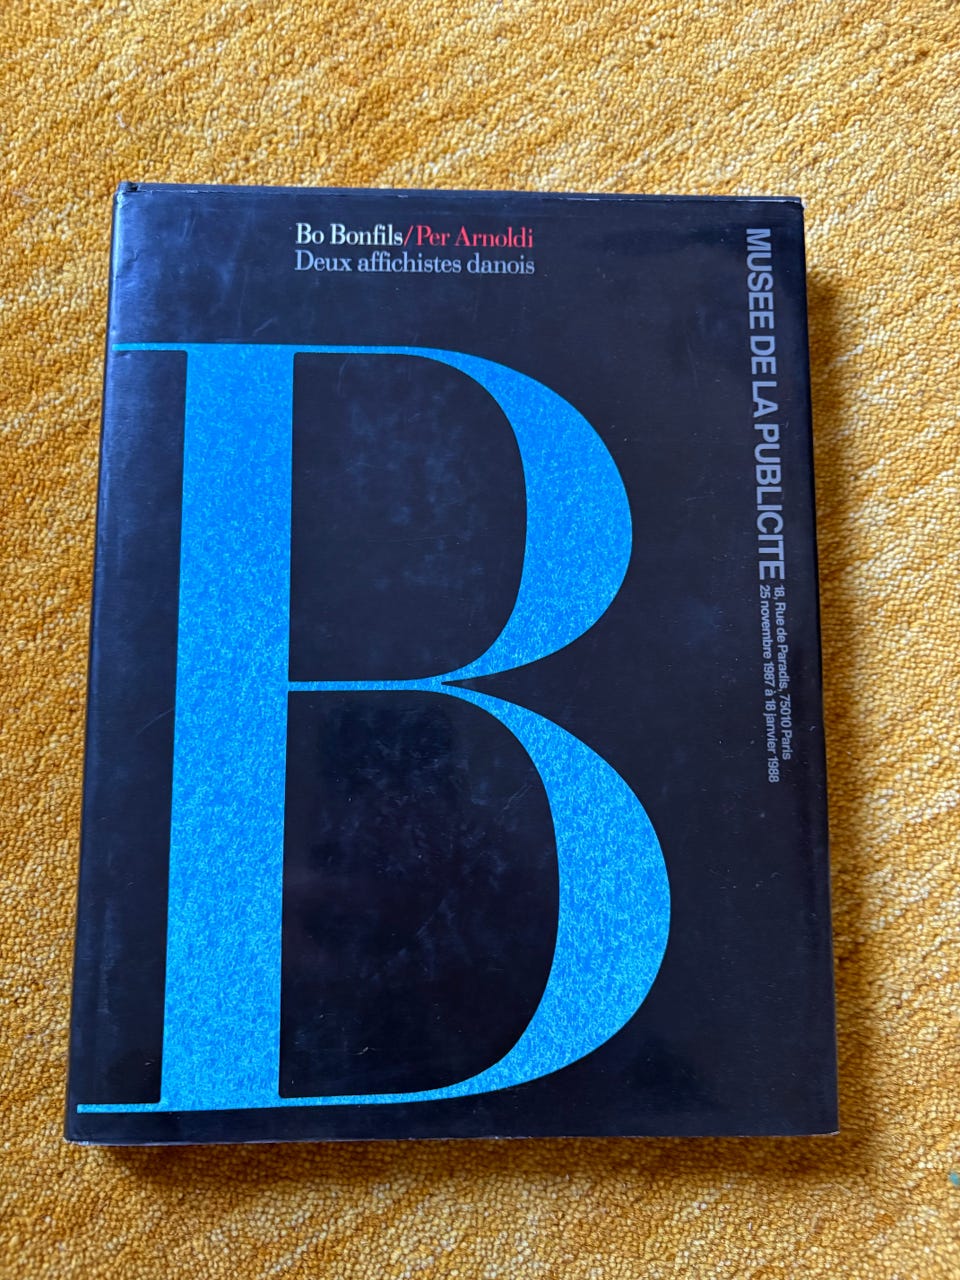 Bo Bonfils/Per Arnoldi
Deux affichistes danois
MUSEE DE LA PUBLICITE
18, Rue de Paradis, 75010 Paris
25 novembre 1987 à 18 janvier 1988
B